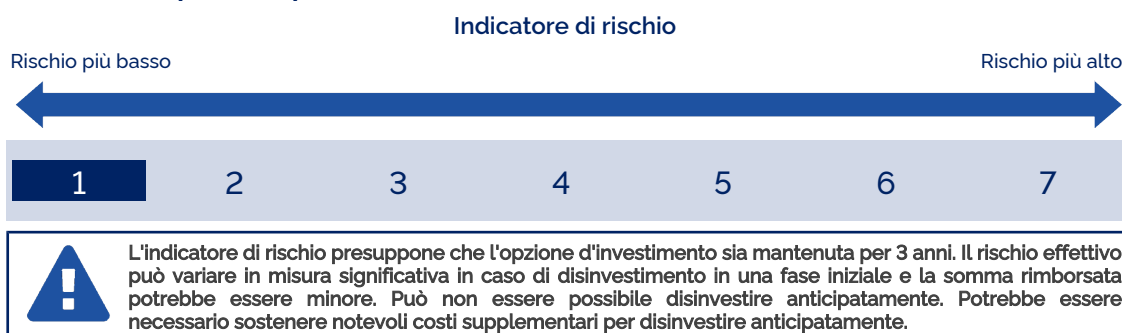 Indicatore di rischio
Rischio più basso
Rischio più alto
1 2 3 4 5 6 7
L'indicatore di rischio presuppone che l'opzione d'investimento sia mantenuta per 3 anni. Il rischio effettivo
può variare in misura significativa in caso di disinvestimento in una fase iniziale e la somma rimborsata
potrebbe essere minore. Può non essere possibile disinvestire anticipatamente. Potrebbe essere
necessario sostenere notevoli costi supplementari per disinvestire anticipatamente.